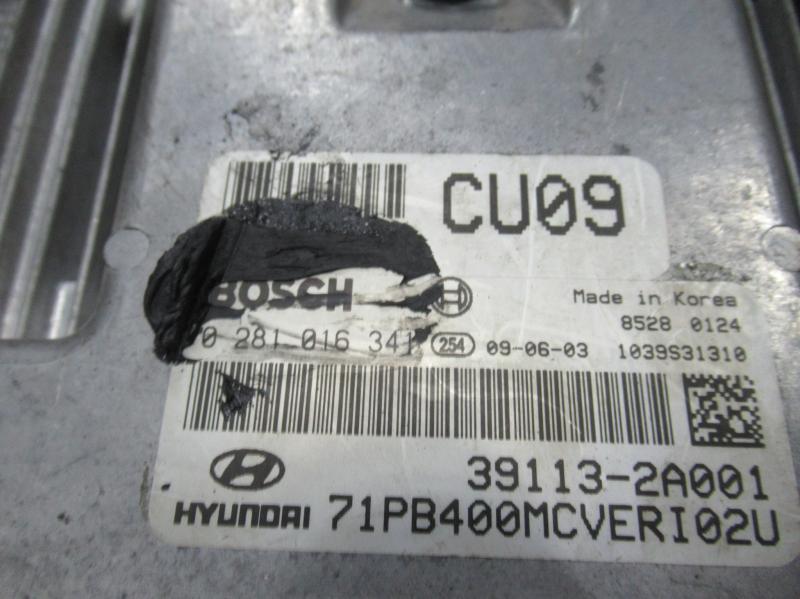 CU09
BOSCH
Made in Korea
8528 0124
0 281 016 341 254 09-06-03 1039S31310
39113-2A001
HYUNDAI 71PB400MCVERI02U